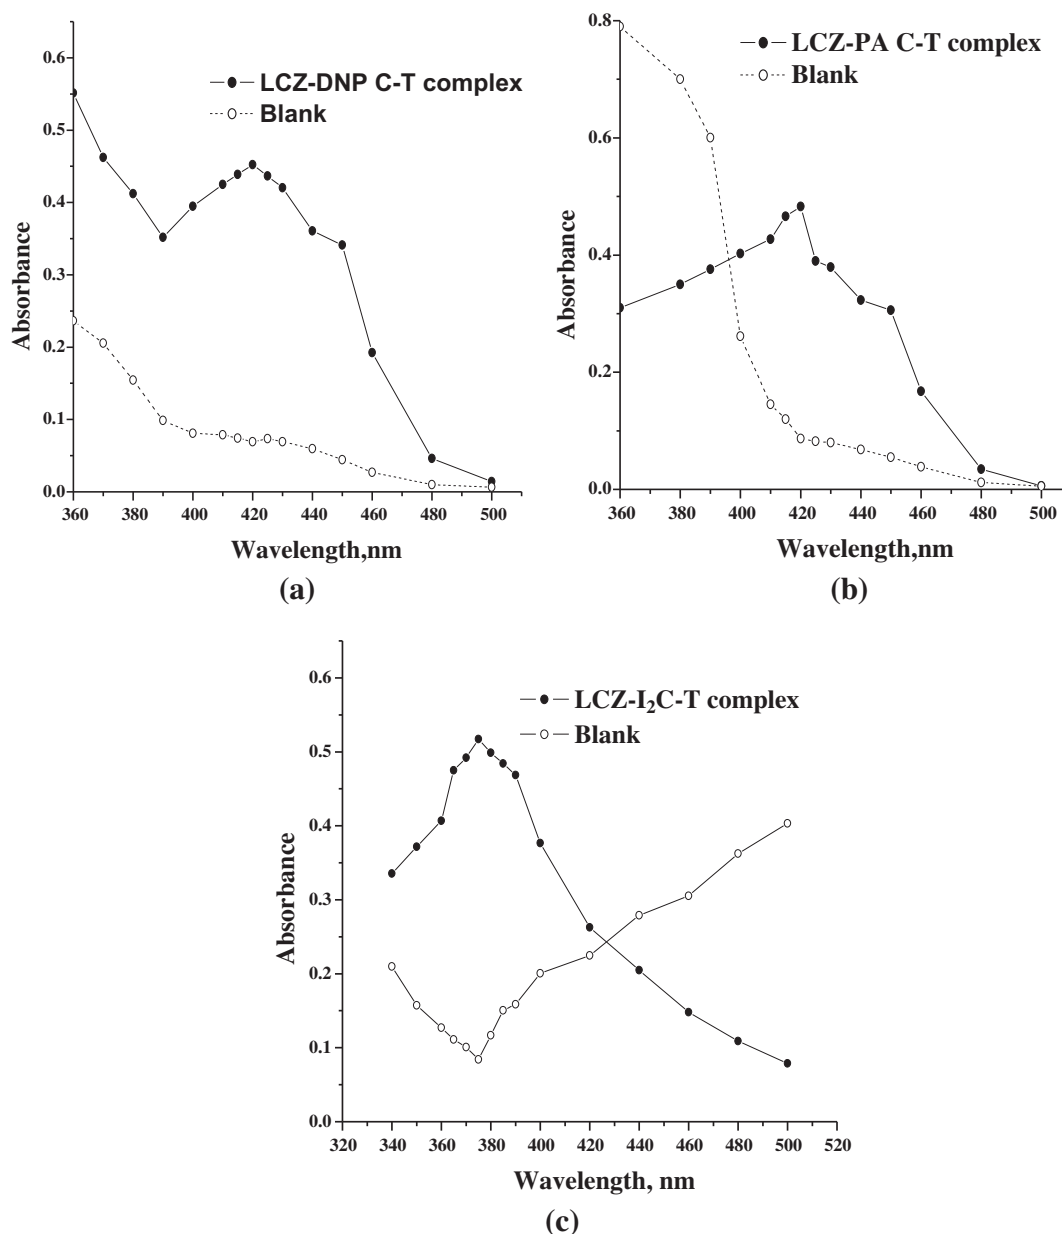 LCZ-DNP C-T complex
Blank
0.6
0.5
0.4
0.3
0.2
0.1
0.0
Absorbance
360 380 400 420 440 460 480 500
Wavelength,nm
(a)
LCZ-PA C-T complex
Blank
0.8
0.8
0.6
0.4
0.2
0.0
Absorbance
360 380 400 420 440 460 480 500
Wavelength,nm
(b)
LCZ-I₂C-T complex
Blank
0.6
0.5
0.4
0.3
0.2
0.1
0.0
Absorbance
320 340 360 380 400 420 440 460 480 500 520
Wavelength, nm
(c)